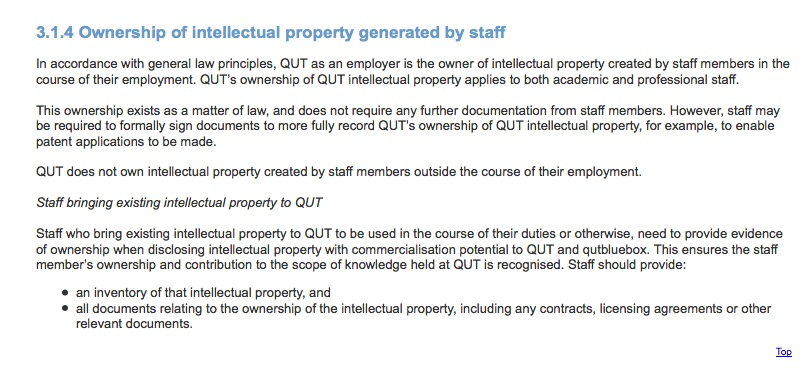 3.1.4 Ownership of intellectual property generated by staff
In accordance with general law principles, QUT as an employer is the owner of intellectual property created by staff members in the
course of their employment. QUT's ownership of QUT intellectual property applies to both academic and professional staff.
This ownership exists as a matter of law, and does not require any further documentation from staff members. However, staff may
be required to formally sign documents to more fully record QUT's ownership of QUT intellectual property, for example, to enable
patent applications to be made.
QUT does not own intellectual property created by staff members outside the course of their employment.
Staff bringing existing intellectual property to QUT
Staff who bring existing intellectual property to QUT to be used in the course of their duties or otherwise, need to provide evidence
of ownership when disclosing intellectual property with commercialisation potential to QUT and qutbluebox. This ensures the staff
member's ownership and contribution to the scope of knowledge held at QUT is recognised. Staff should provide:
• an inventory of that intellectual property, and
• all documents relating to the ownership of the intellectual property, including any contracts, licensing agreements or other
relevant documents.
Top